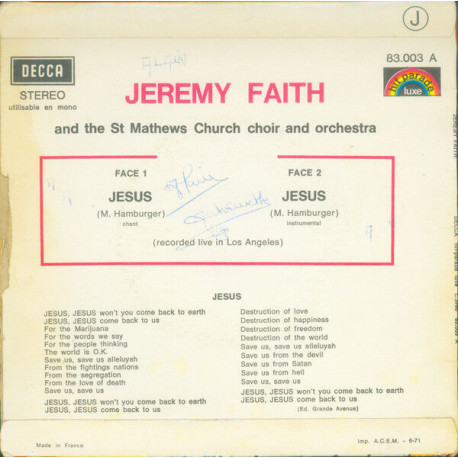 J
DECCA
STEREO
utilisable en mono
83.003 A
hit parade
luxe
JEREMY FAITH
and the St Mathews Church choir and orchestra
FACE 1
JESUS
(M. Hamburger)
chant
FACE 2
JESUS
(M. Hamburger)
instrumental
(recorded live in Los Angeles)
JESUS
JESUS, JESUS won't you come back to earth
JESUS, JESUS come back to us
For the Marijuana
For the words we say
For the people thinking
The world is O.K.
Save us, save us alleluyah
From the fightings nations
From the segregation
From the love of death
Save us, save us
JESUS, JESUS won't you come back to earth
JESUS, JESUS come back to us
Destruction of love
Destruction of happiness
Destruction of freedom
Destruction of the world
Save us, save us alleluyah
Save us from the devil
Save us from Satan
Save us from hell
Save us, save us
JESUS, JESUS won't you come back to earth
JESUS, JESUS come back to us
(Ed. Grande Avenue)
Made in France
Imp. A.C.E.M. - 6-71
JEREMY FAITH
DECCA